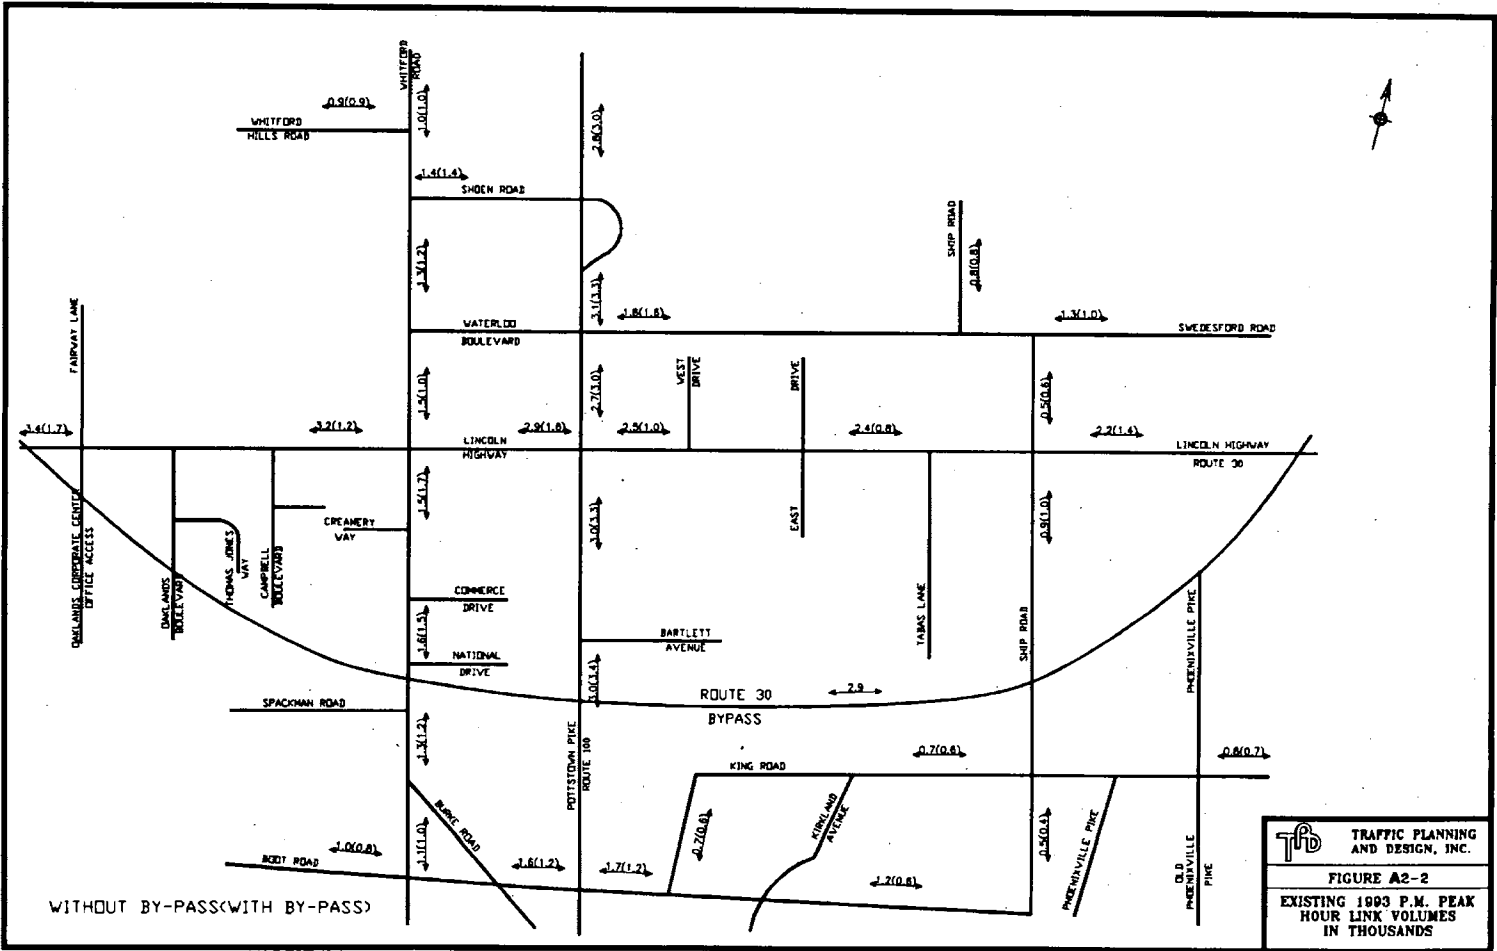 WHITFORD
ROAD
0.9(0.9)
1.0(1.0)
WHITFORD
HILLS ROAD
2.8(3.0)
1.4(1.4)
SHOEN ROAD
SHIP ROAD
0.8(0.8)
1.3(1.2)
3.1(3.3)
1.8(1.8)
1.3(1.0)
WATERLOO
BOULEVARD
SWEDESFORD ROAD
FAIRWAY LANE
WEST
DRIVE
DRIVE
1.5(1.0)
2.7(3.0)
0.5(0.6)
3.4(1.7)
3.2(1.2)
2.9(1.8)
2.5(1.0)
2.4(0.8)
2.2(1.4)
LINCOLN
HIGHWAY
LINCOLN HIGHWAY
ROUTE 30
1.5(1.7)
3.0(3.3)
0.9(1.0)
EAST
CREAMERY
WAY
OAKLANDS CORPORATE CENTER
OFFICE ACCESS
OAKLANDS
BOULEVARD
THOMAS JONES
WAY
CAMPBELL
BOULEVARD
COMMERCE
DRIVE
1.6(1.5)
NATIONAL
DRIVE
BARTLETT
AVENUE
TABAS LANE
SHIP ROAD
PHOENIXVILLE PIKE
3.0(3.4)
ROUTE 30
BYPASS
2.9
SPACKMAN ROAD
1.3(1.2)
POTTSTOWN PIKE
ROUTE 100
0.7(0.6)
0.8(0.7)
KING ROAD
BURKE ROAD
KIRKLAND
AVENUE
0.7(0.6)
1.1(1.0)
1.0(0.8)
BOOT ROAD
1.6(1.2)
1.7(1.2)
1.2(0.8)
0.5(0.4)
PHOENIXVILLE PIKE
OLD
PHOENIXVILLE
PIKE
WITHOUT BY-PASS(WITH BY-PASS)
TPD
TRAFFIC PLANNING
AND DESIGN, INC.
FIGURE A2-2
EXISTING 1993 P.M. PEAK
HOUR LINK VOLUMES
IN THOUSANDS